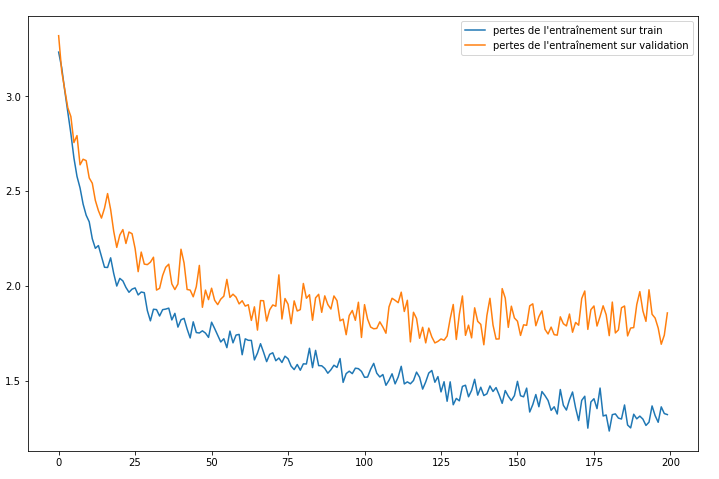 pertes de l'entraînement sur train
pertes de l'entraînement sur validation
3.0
2.5
2.0
1.5
0 25 50 75 100 125 150 175 200